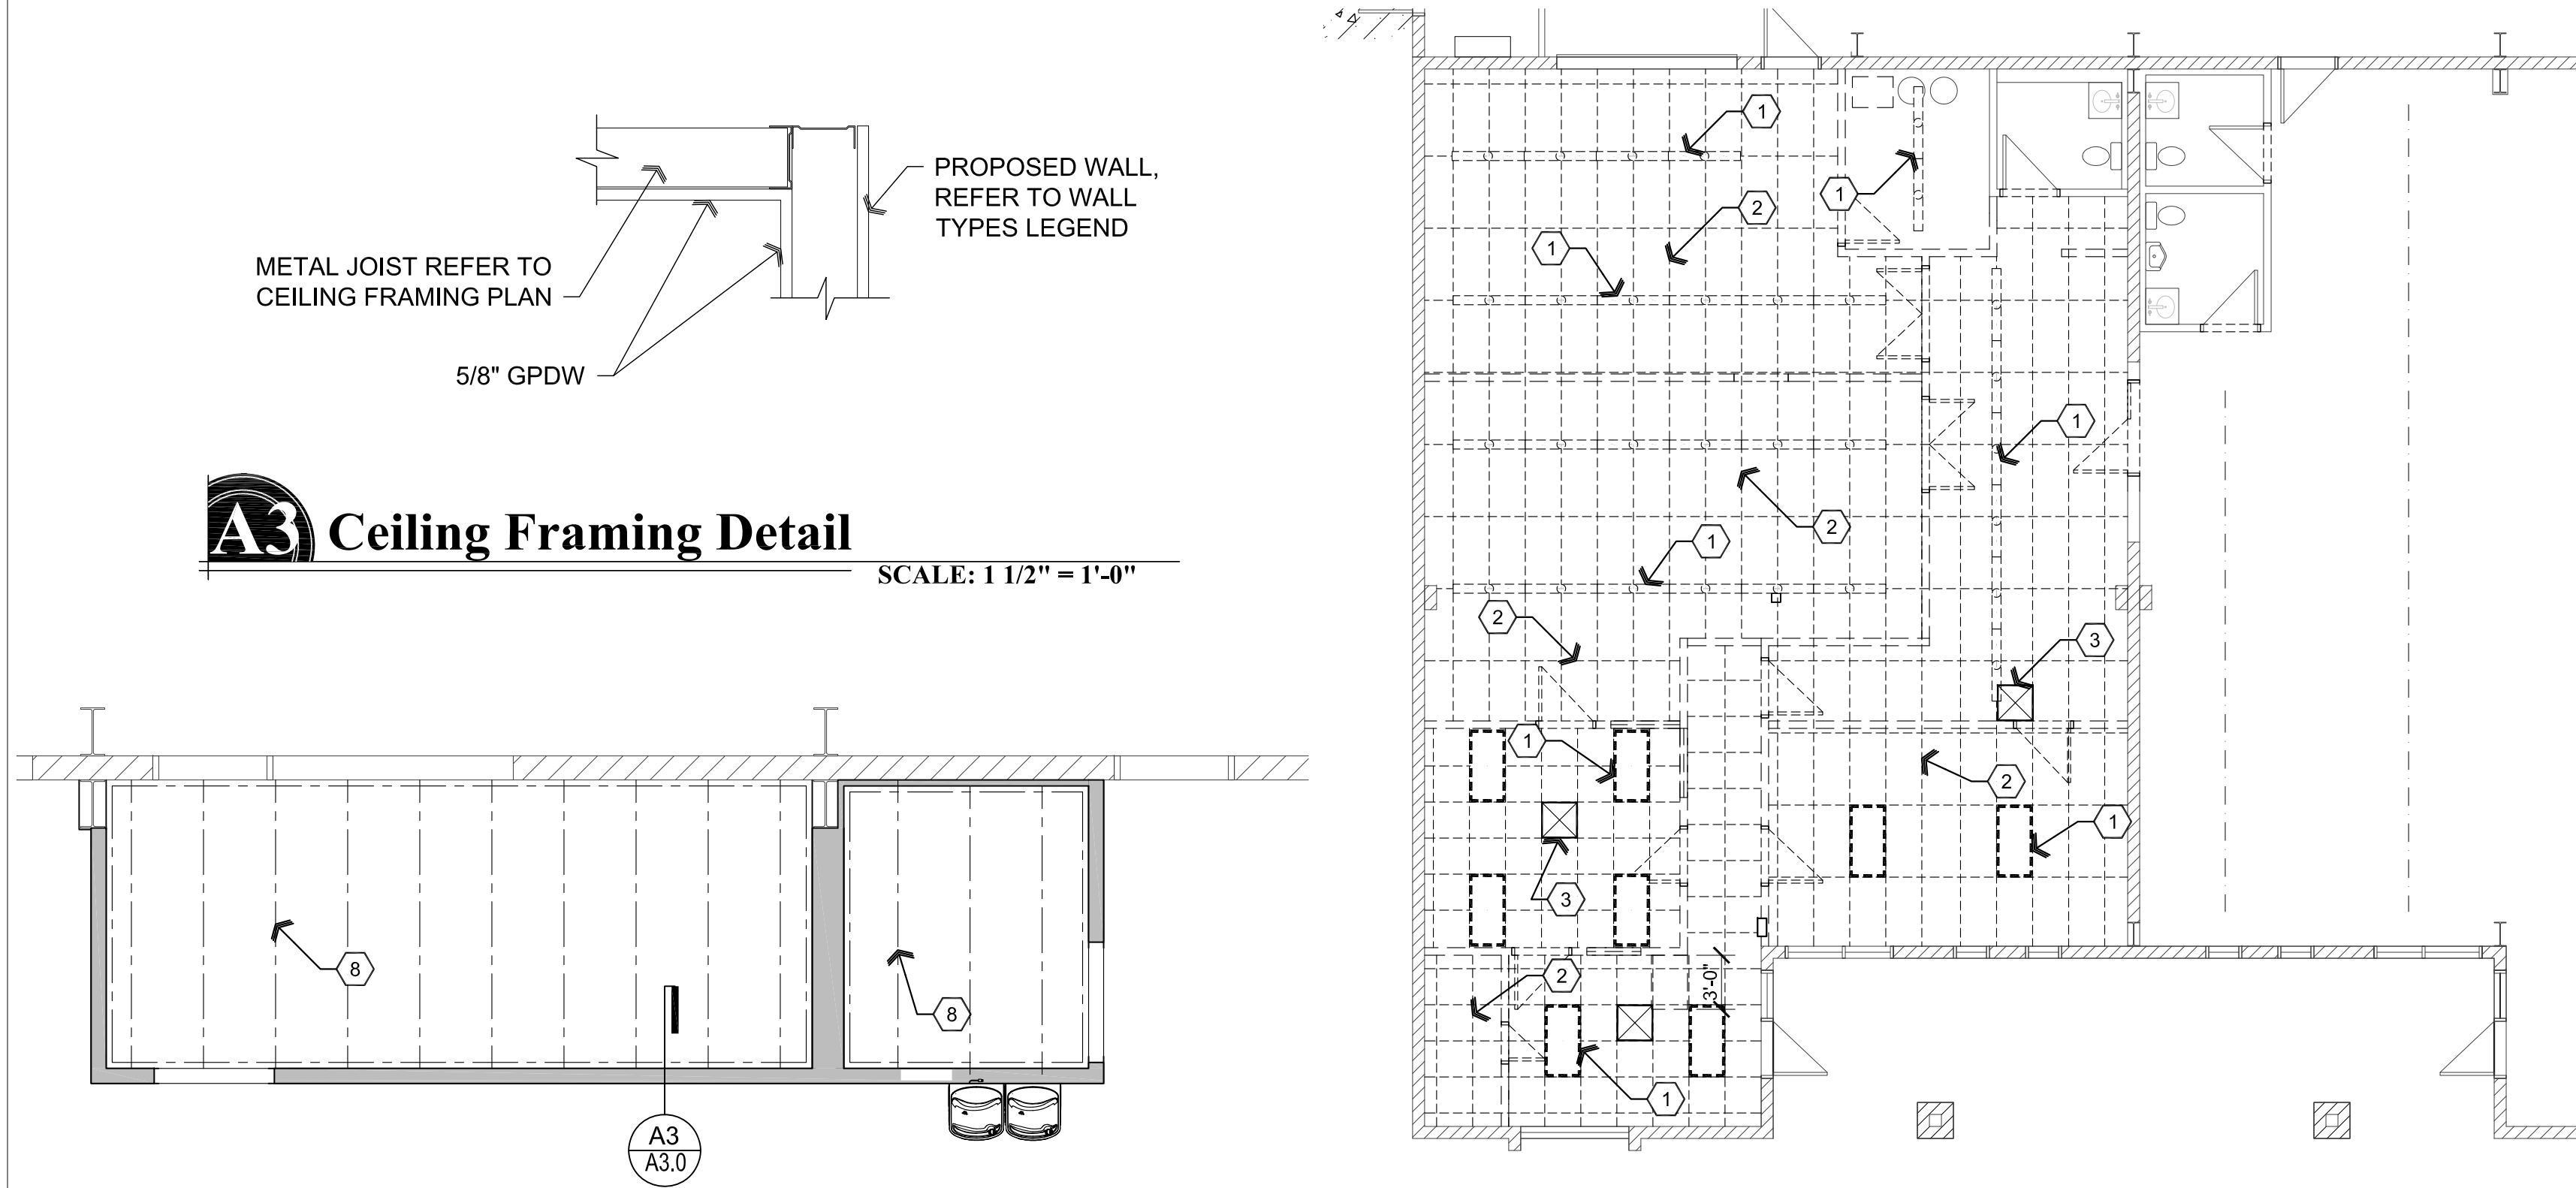 PROPOSED WALL,
REFER TO WALL
TYPES LEGEND
METAL JOIST REFER TO
CEILING FRAMING PLAN
5/8" GPDW
A3 Ceiling Framing Detail
SCALE: 1 1/2" = 1'-0"
8
8
A3
A3.0
1
1
2
1
1
2
1
2
3
1
2
1
3
2
3'-0"
1